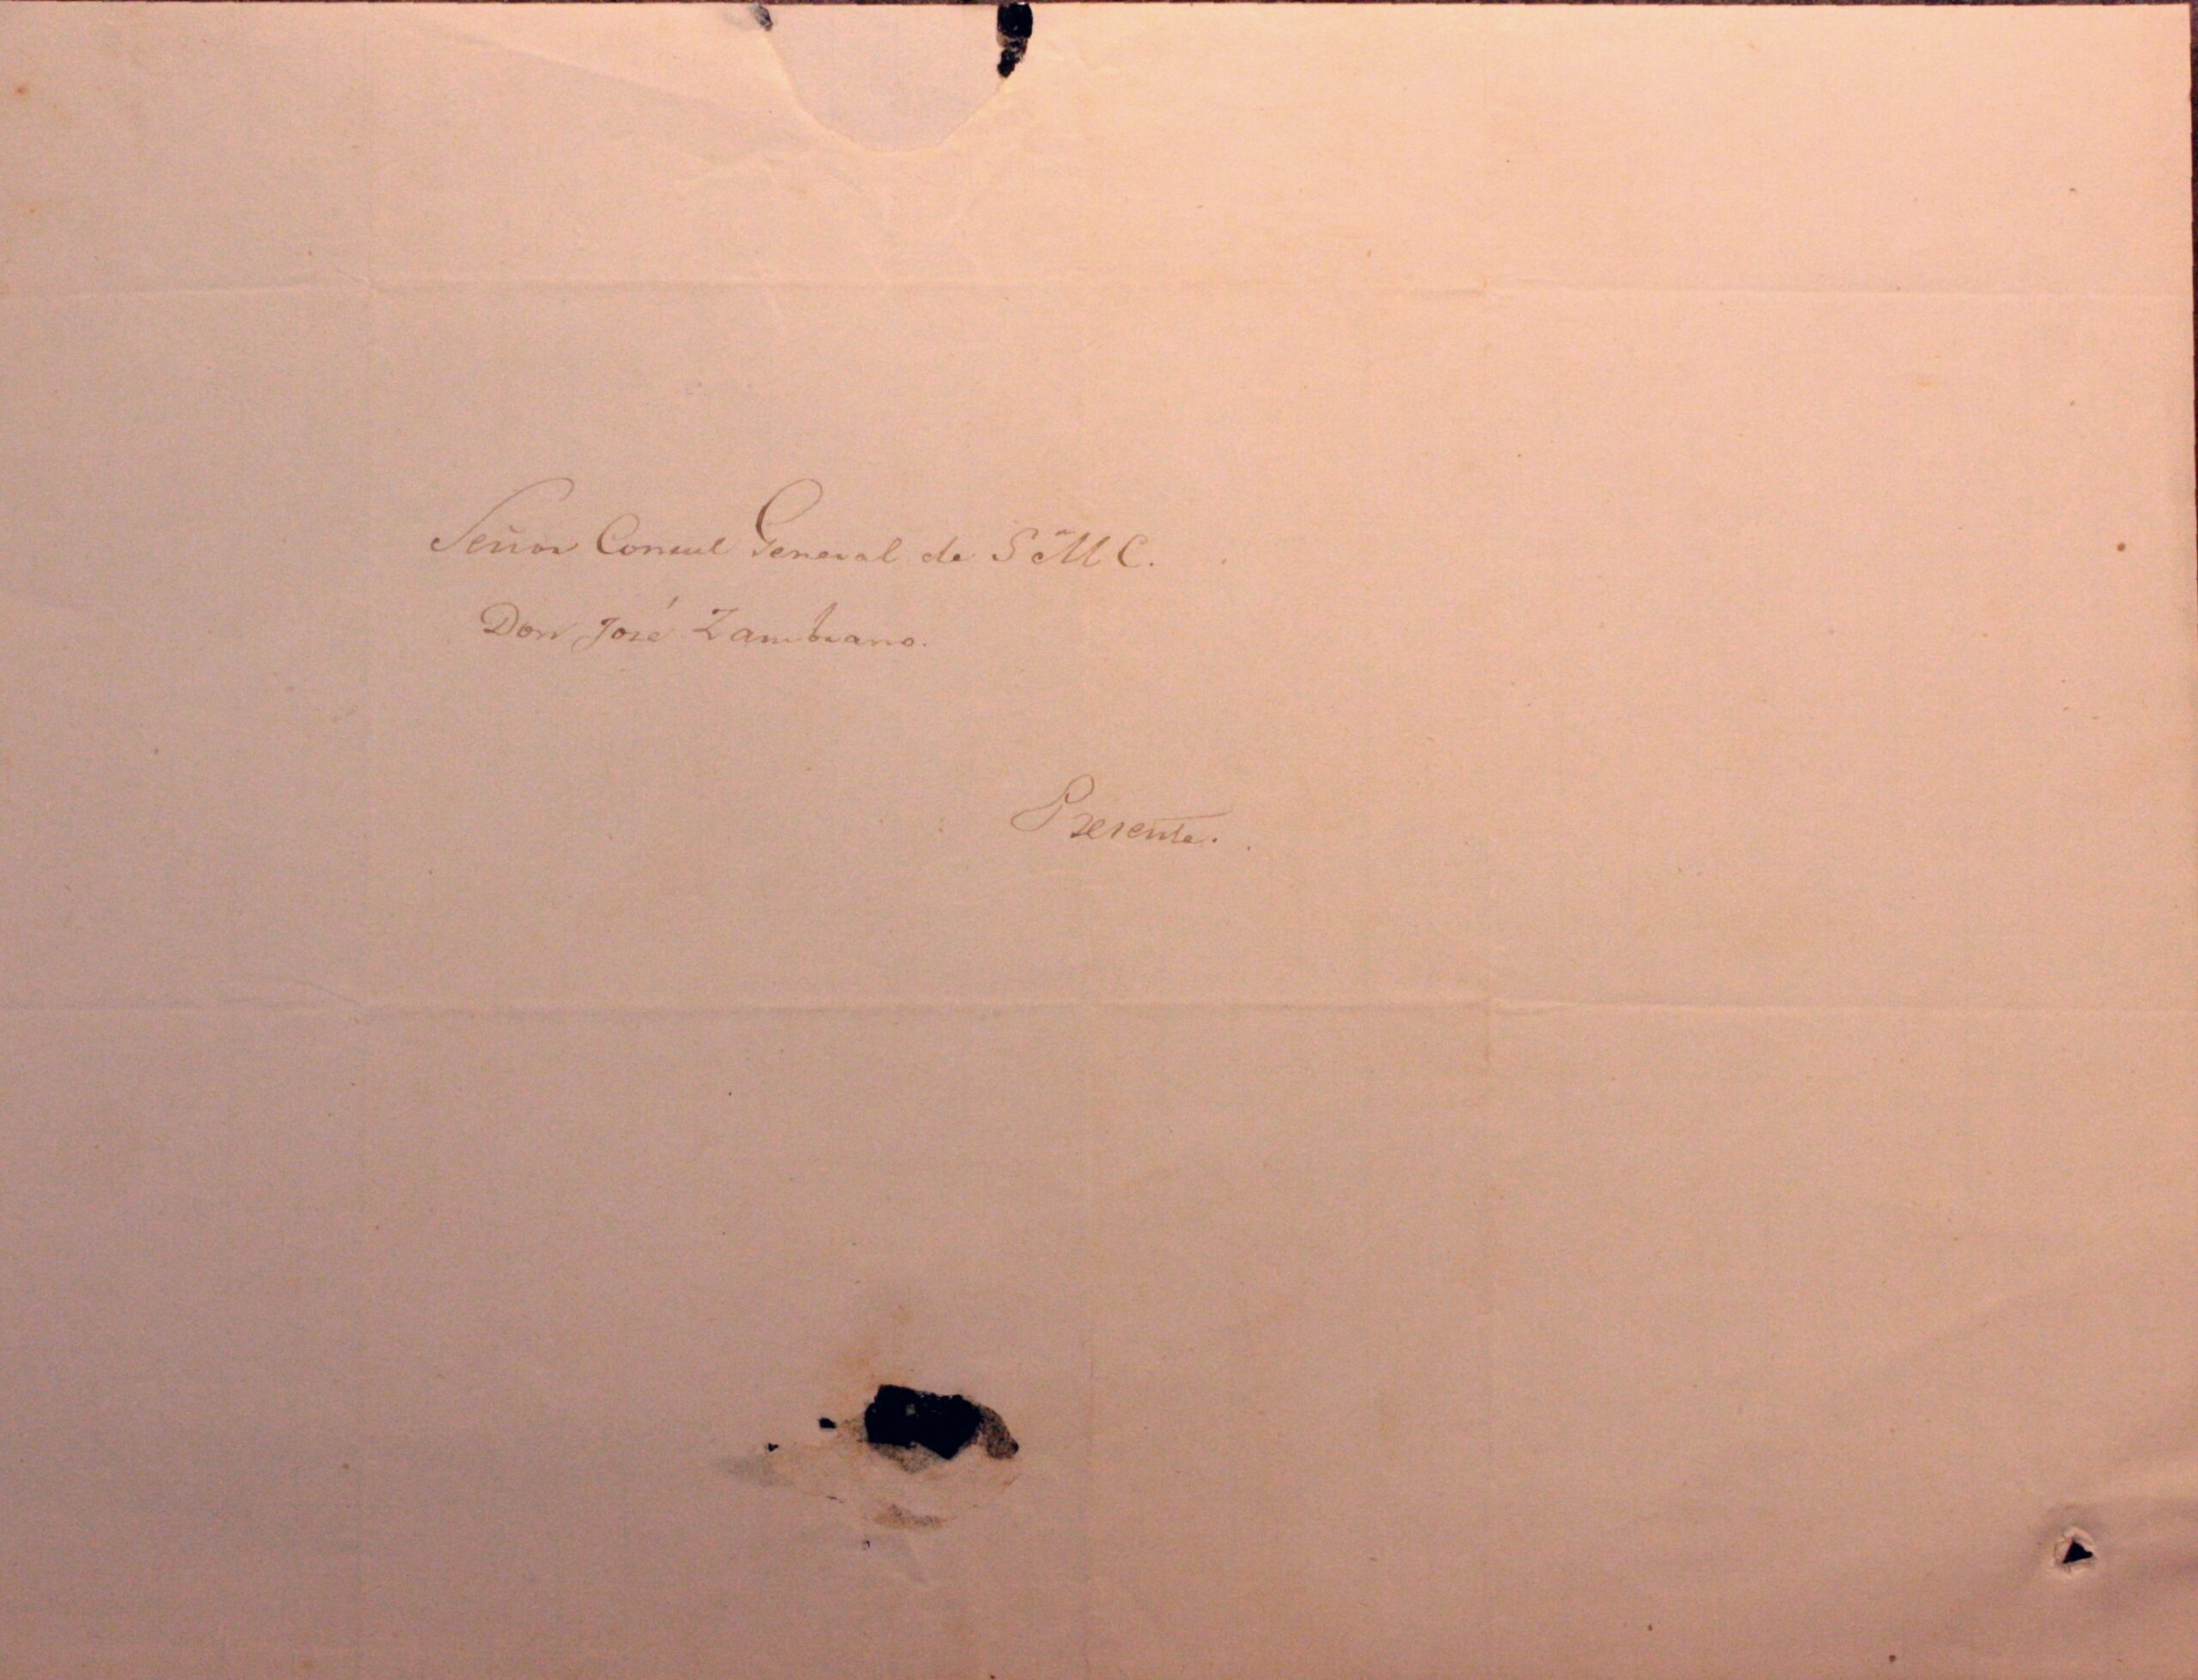 Señor Consul General de S M C.
Don José Zambrano.
Presente.